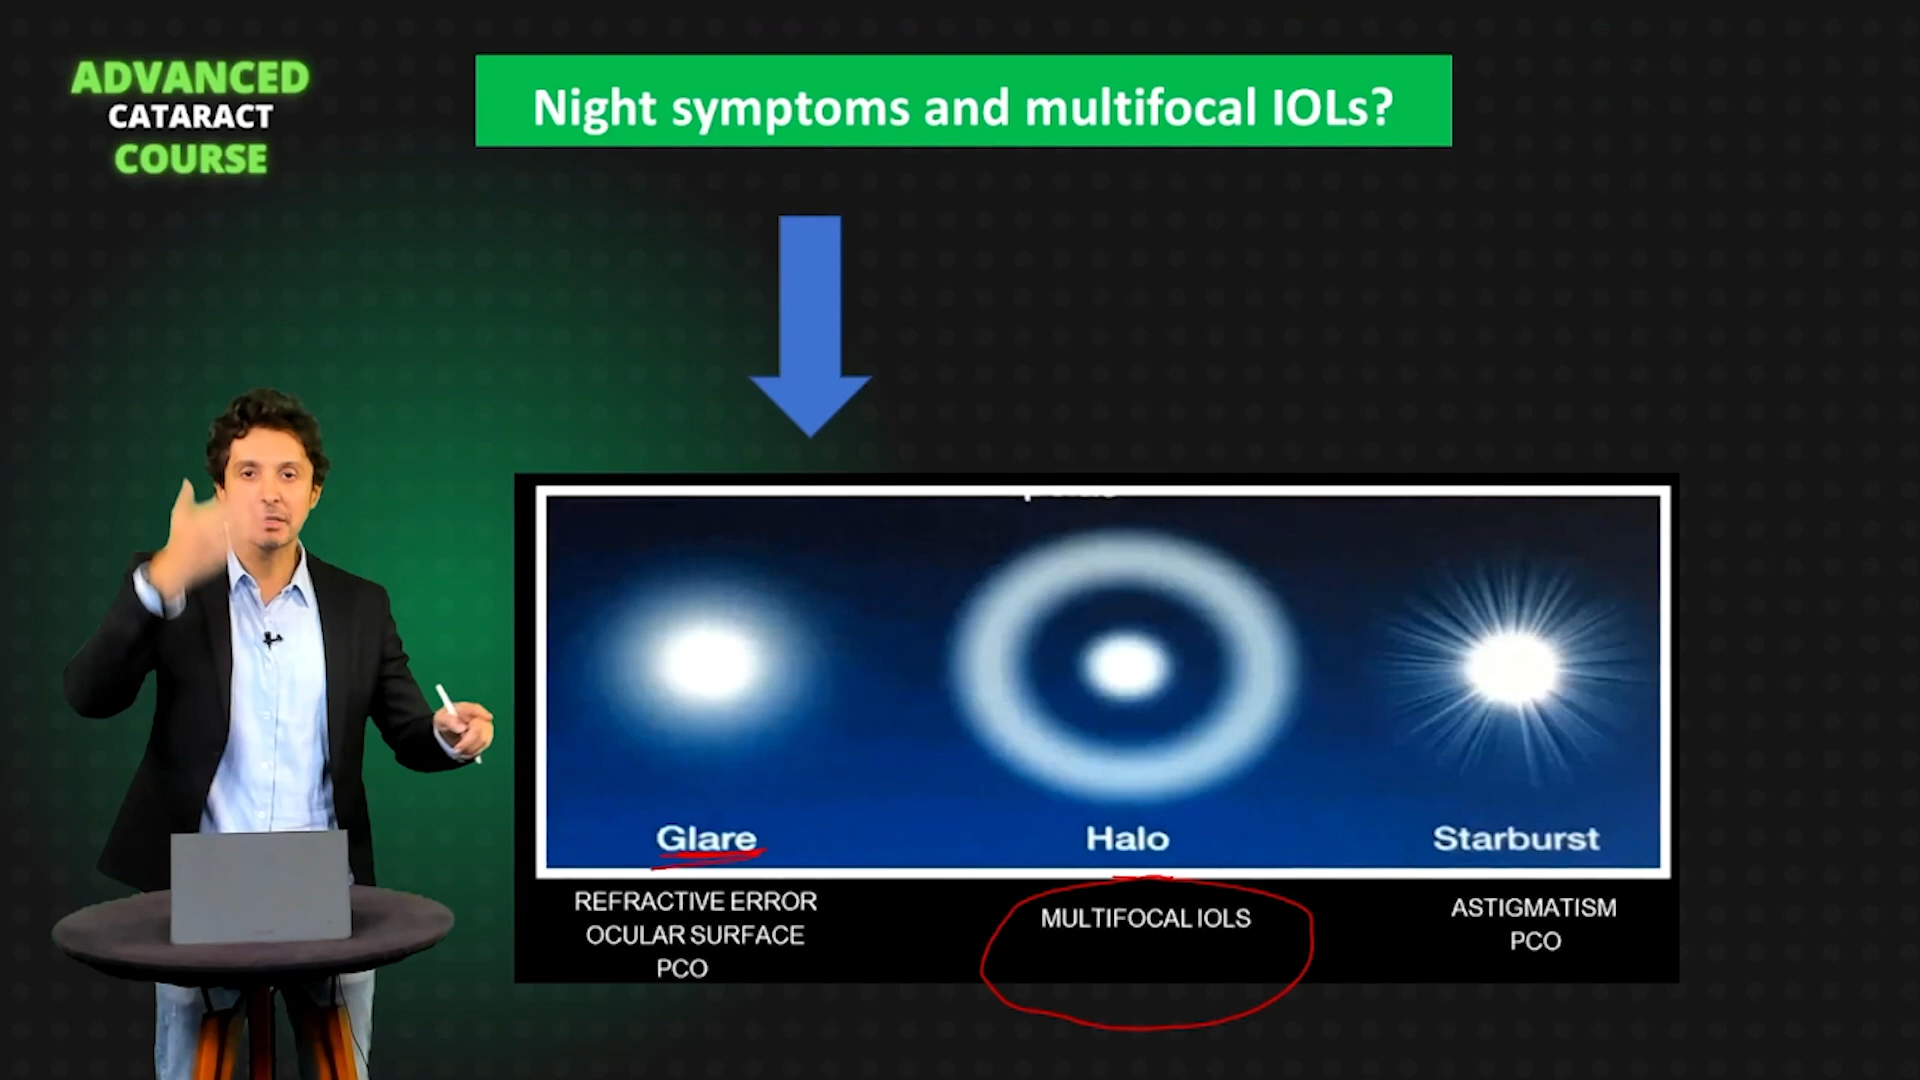 ADVANCED
CATARACT
COURSE
Night symptoms and multifocal IOLs?
Glare
Halo
Starburst
REFRACTIVE ERROR
OCULAR SURFACE
PCO
MULTIFOCAL IOLS
ASTIGMATISM
PCO